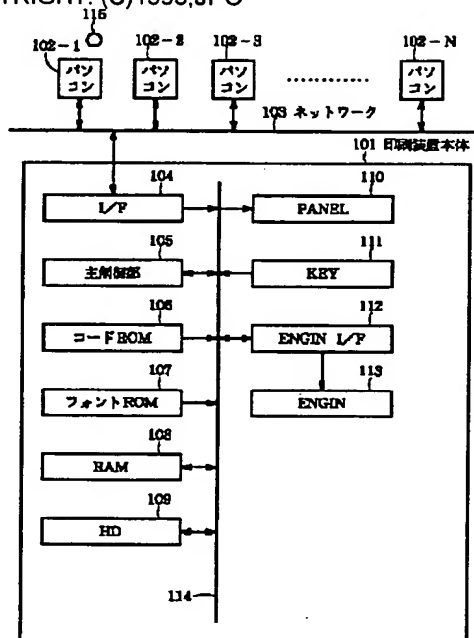 COPYRIGHT: (C)1999,JPO
115
102-1 102-2 102-3 102-N
パソコン パソコン パソコン パソコン
103 ネットワーク
101 印刷装置本体
104 110
I/F PANEL
105 111
主制御部 KEY
106 112
コードROM ENGIN I/F
107 113
フォントROM ENGIN
108
RAM
109
HD
114